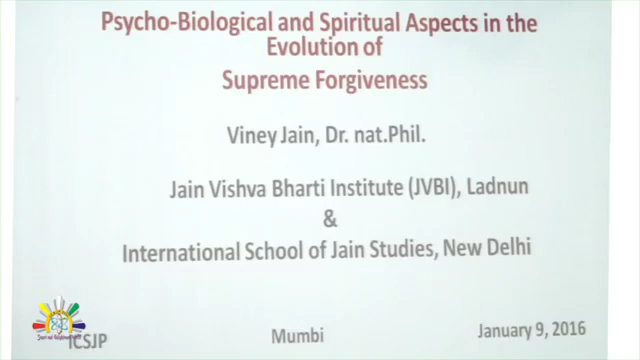 Psycho-Biological and Spiritual Aspects in the
Evolution of
Supreme Forgiveness
Viney Jain, Dr. nat.Phil.
Jain Vishva Bharti Institute (JVBI), Ladnun
&
International School of Jain Studies, New Delhi
ICSJP
Mumbi
January 9, 2016